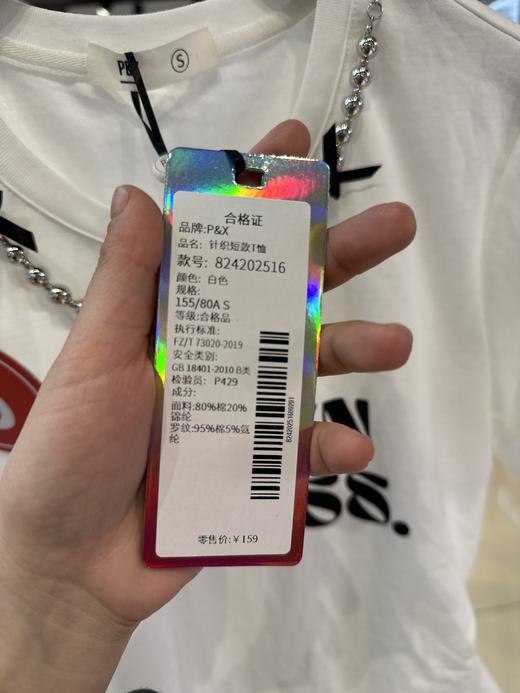 S
合格证
品牌:P&X
品名: 针织短款T恤
款号: 824202516
颜色: 白色
规格:
155/80A S
等级:合格品
执行标准:
FZ/T 73020-2019
安全类别:
GB 18401-2010 B类
检验员: P429
成分:
面料:80%棉20%
锦纶
罗纹:95%棉5%氨
纶
零售价:￥159